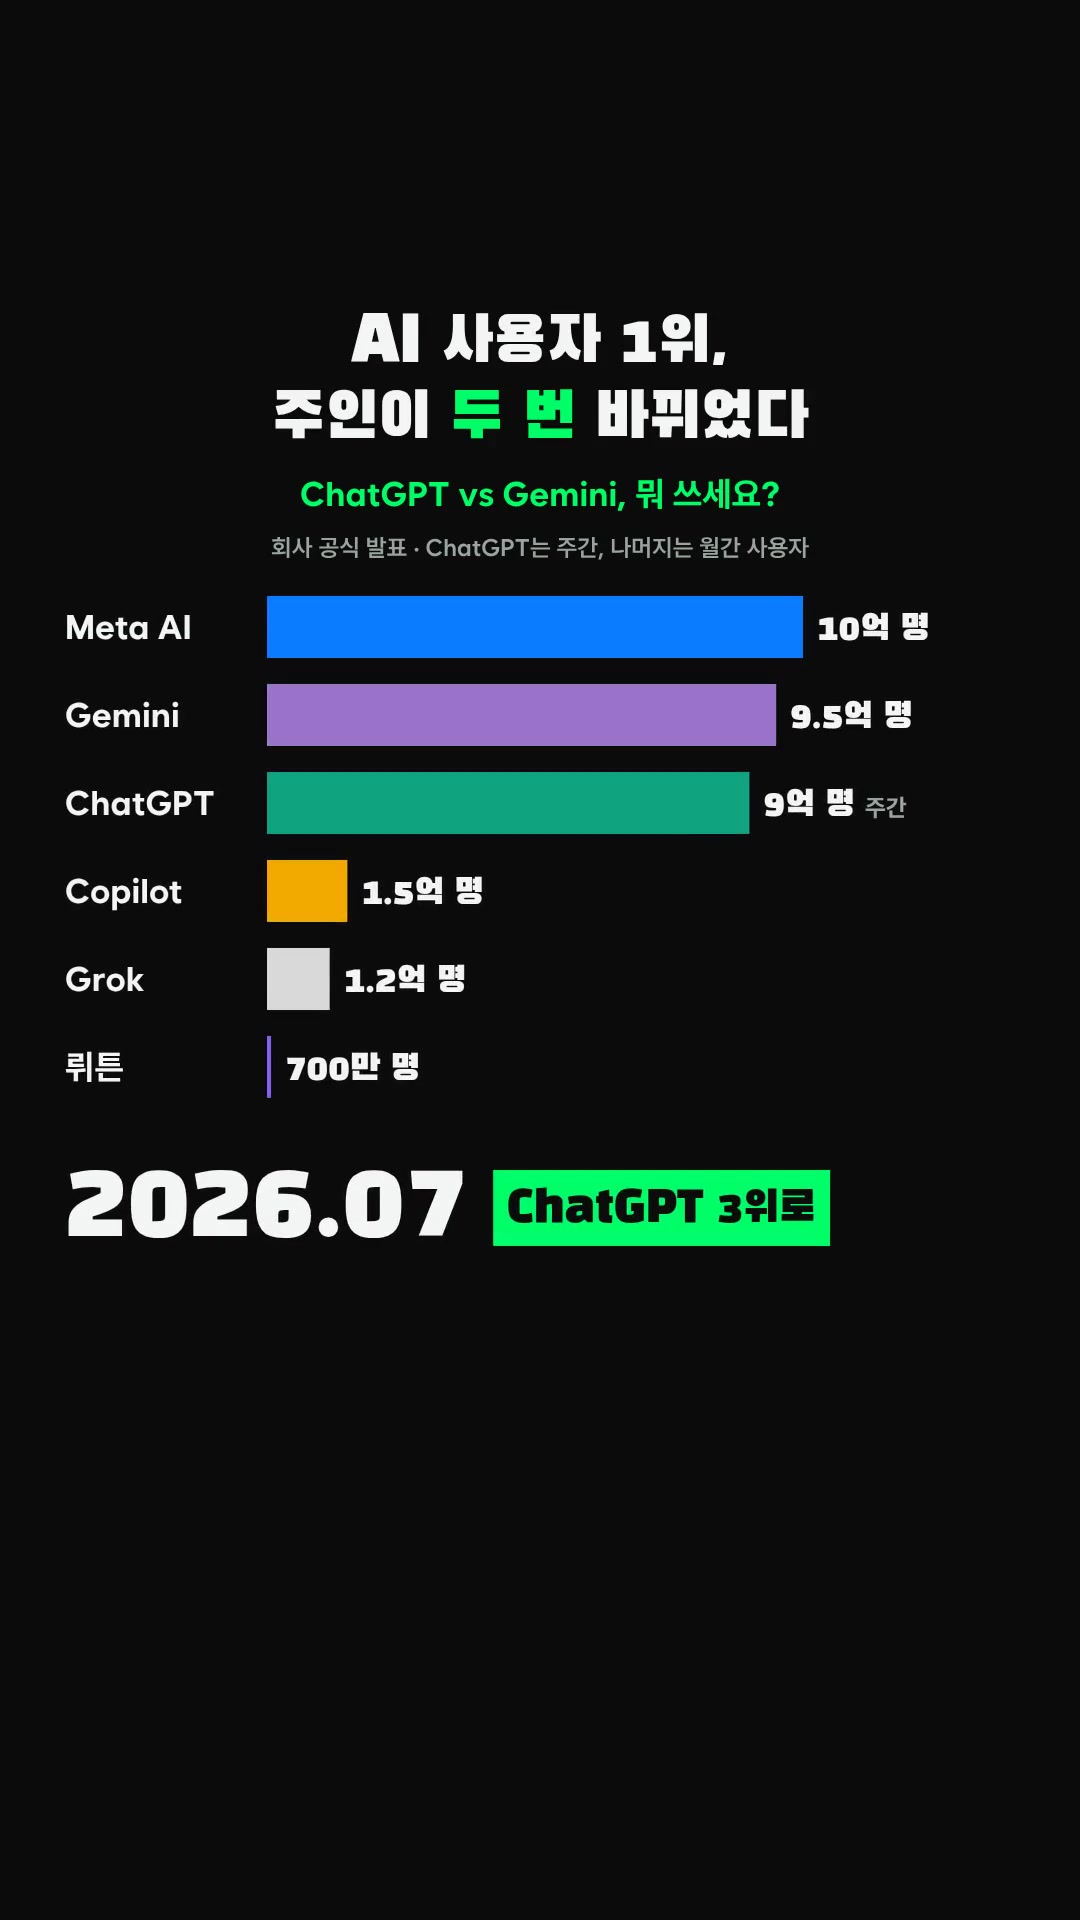 AI 사용자 1위,
주인이 두 번 바뀌었다
ChatGPT vs Gemini, 뭐 쓰세요?
회사 공식 발표 · ChatGPT는 주간, 나머지는 월간 사용자
Meta AI 10억 명
Gemini 9.5억 명
ChatGPT 9억 명 주간
Copilot 1.5억 명
Grok 1.2억 명
뤼튼 700만 명
2026.07 ChatGPT 3위로